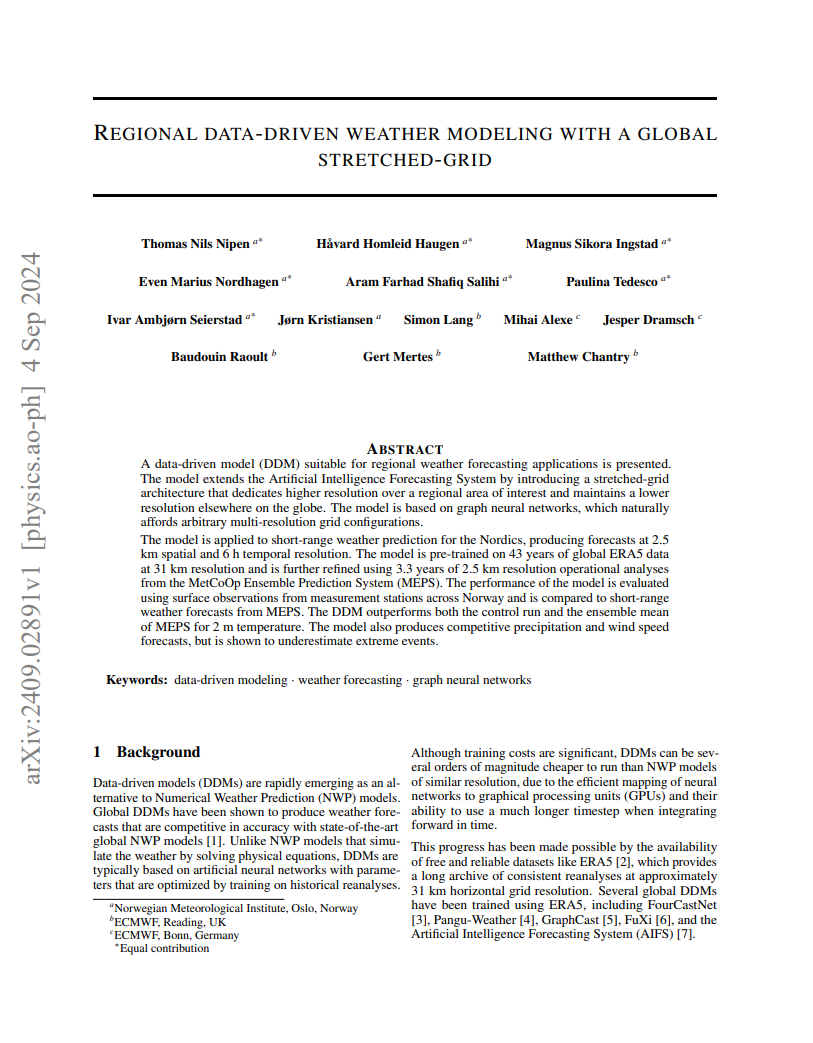 REGIONAL DATA-DRIVEN WEATHER MODELING WITH A GLOBAL
STRETCHED-GRID
Thomas Nils Nipen a* Håvard Homleid Haugen a* Magnus Sikora Ingstad a*
Even Marius Nordhagen a* Aram Farhad Shafiq Salihi a* Paulina Tedesco a*
Ivar Ambjørn Seierstad a* Jørn Kristiansen a Simon Lang b Mihai Alexe c Jesper Dramsch c
Baudouin Raoult b Gert Mertes b Matthew Chantry b
arXiv:2409.02891v1 [physics.ao-ph] 4 Sep 2024
ABSTRACT
A data-driven model (DDM) suitable for regional weather forecasting applications is presented.
The model extends the Artificial Intelligence Forecasting System by introducing a stretched-grid
architecture that dedicates higher resolution over a regional area of interest and maintains a lower
resolution elsewhere on the globe. The model is based on graph neural networks, which naturally
affords arbitrary multi-resolution grid configurations.
The model is applied to short-range weather prediction for the Nordics, producing forecasts at 2.5
km spatial and 6 h temporal resolution. The model is pre-trained on 43 years of global ERA5 data
at 31 km resolution and is further refined using 3.3 years of 2.5 km resolution operational analyses
from the MetCoOp Ensemble Prediction System (MEPS). The performance of the model is evaluated
using surface observations from measurement stations across Norway and is compared to short-range
weather forecasts from MEPS. The DDM outperforms both the control run and the ensemble mean
of MEPS for 2 m temperature. The model also produces competitive precipitation and wind speed
forecasts, but is shown to underestimate extreme events.
Keywords: data-driven modeling · weather forecasting · graph neural networks
1 Background
Data-driven models (DDMs) are rapidly emerging as an al-
ternative to Numerical Weather Prediction (NWP) models.
Global DDMs have been shown to produce weather fore-
casts that are competitive in accuracy with state-of-the-art
global NWP models [1]. Unlike NWP models that simu-
late the weather by solving physical equations, DDMs are
typically based on artificial neural networks with parame-
ters that are optimized by training on historical reanalyses.
aNorwegian Meteorological Institute, Oslo, Norway
bECMWF, Reading, UK
cECMWF, Bonn, Germany
*Equal contribution
Although training costs are significant, DDMs can be sev-
eral orders of magnitude cheaper to run than NWP models
of similar resolution, due to the efficient mapping of neural
networks to graphical processing units (GPUs) and their
ability to use a much longer timestep when integrating
forward in time.
This progress has been made possible by the availability
of free and reliable datasets like ERA5 [2], which provides
a long archive of consistent reanalyses at approximately
31 km horizontal grid resolution. Several global DDMs
have been trained using ERA5, including FourCastNet
[3], Pangu-Weather [4], GraphCast [5], FuXi [6], and the
Artificial Intelligence Forecasting System (AIFS) [7].